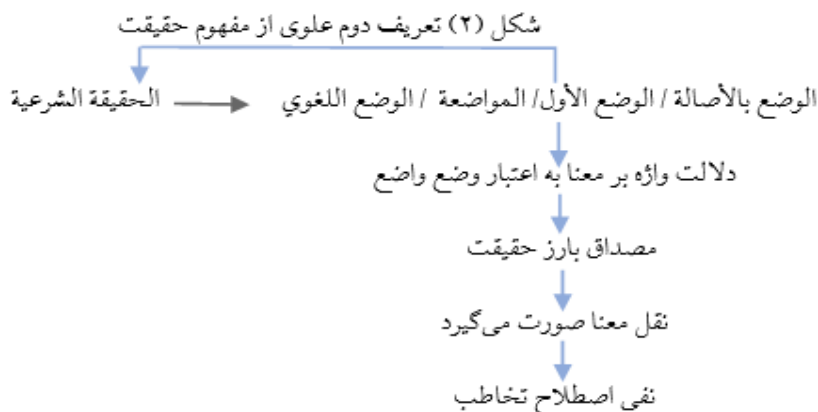 شکل (۲) تعریف دوم علوی از مفهوم حقیقت
الوضع بالأصالة / الوضع الأول/ المواضعة / الوضع اللغوي الحقيقة الشرعية
دلالت واژه بر معنا به اعتبار وضع واضع
مصداق بارز حقیقت
نقل معنا صورت می‌گیرد
نفی اصطلاح تخاطب